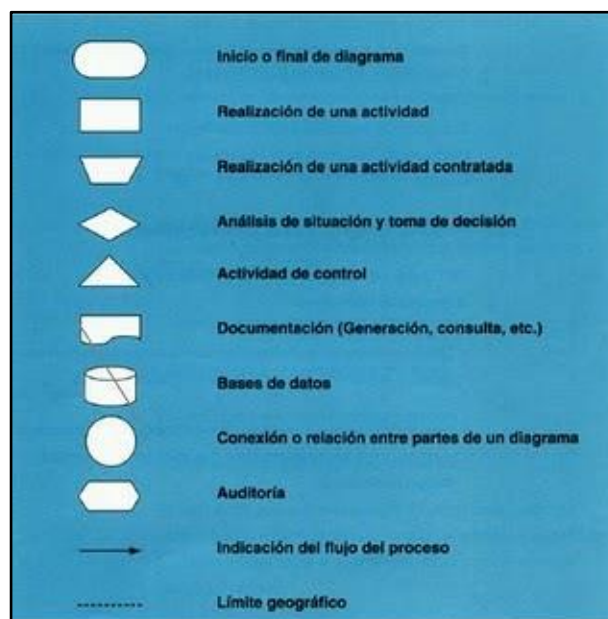 Inicio o final de diagrama
Realización de una actividad
Realización de una actividad contratada
Análisis de situación y toma de decisión
Actividad de control
Documentación (Generación, consulta, etc.)
Bases de datos
Conexión o relación entre partes de un diagrama
Auditoría
Indicación del flujo del proceso
Límite geográfico